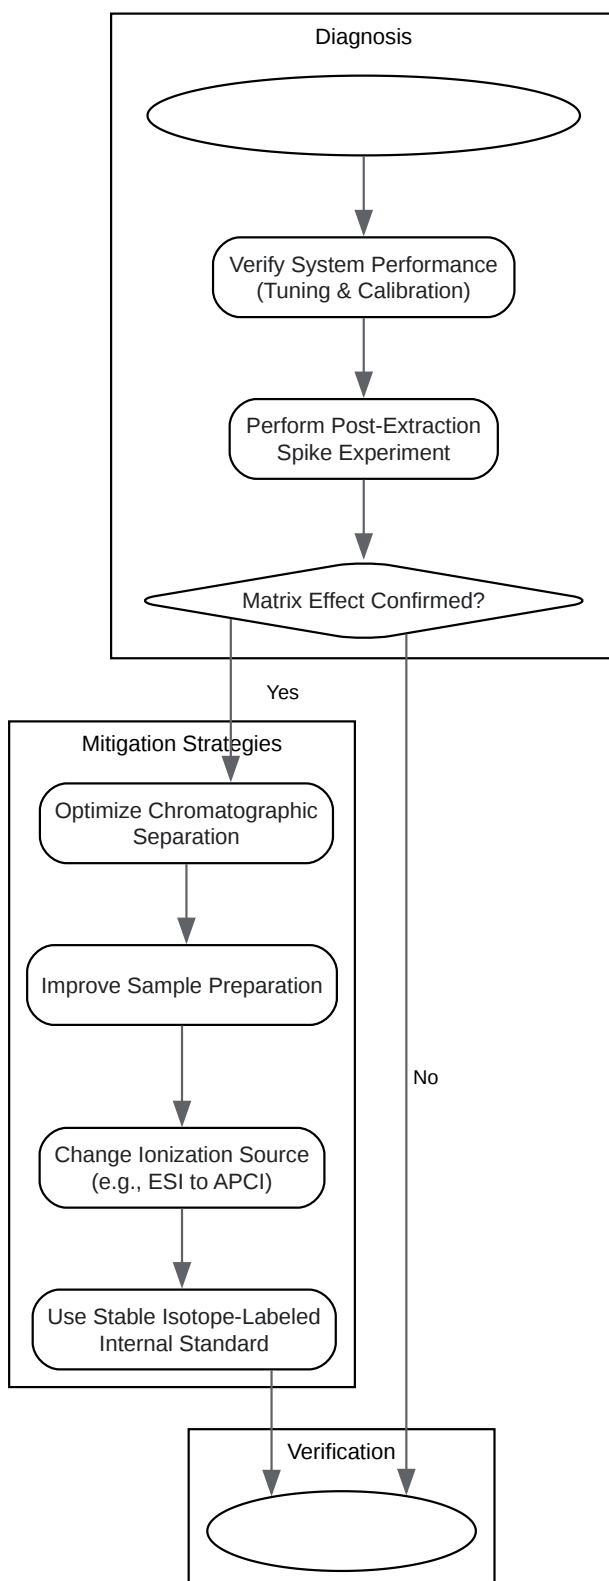 Diagnosis
Verify System Performance
(Tuning & Calibration)
Perform Post-Extraction
Spike Experiment
Matrix Effect Confirmed?
Yes
Mitigation Strategies
Optimize Chromatographic
Separation
Improve Sample Preparation
No
Change Ionization Source
(e.g., ESI to APCI)
Use Stable Isotope-Labeled
Internal Standard
Verification